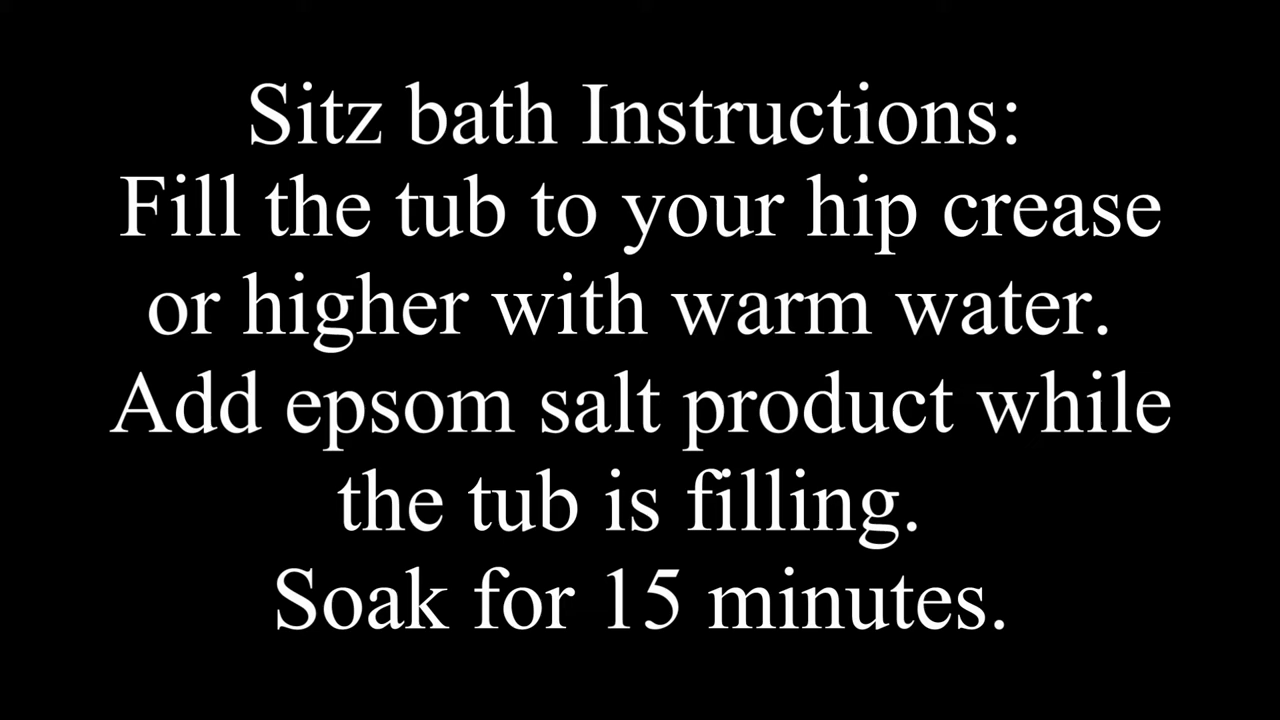 Sitz bath Instructions:
Fill the tub to your hip crease
or higher with warm water.
Add epsom salt product while
the tub is filling.
Soak for 15 minutes.